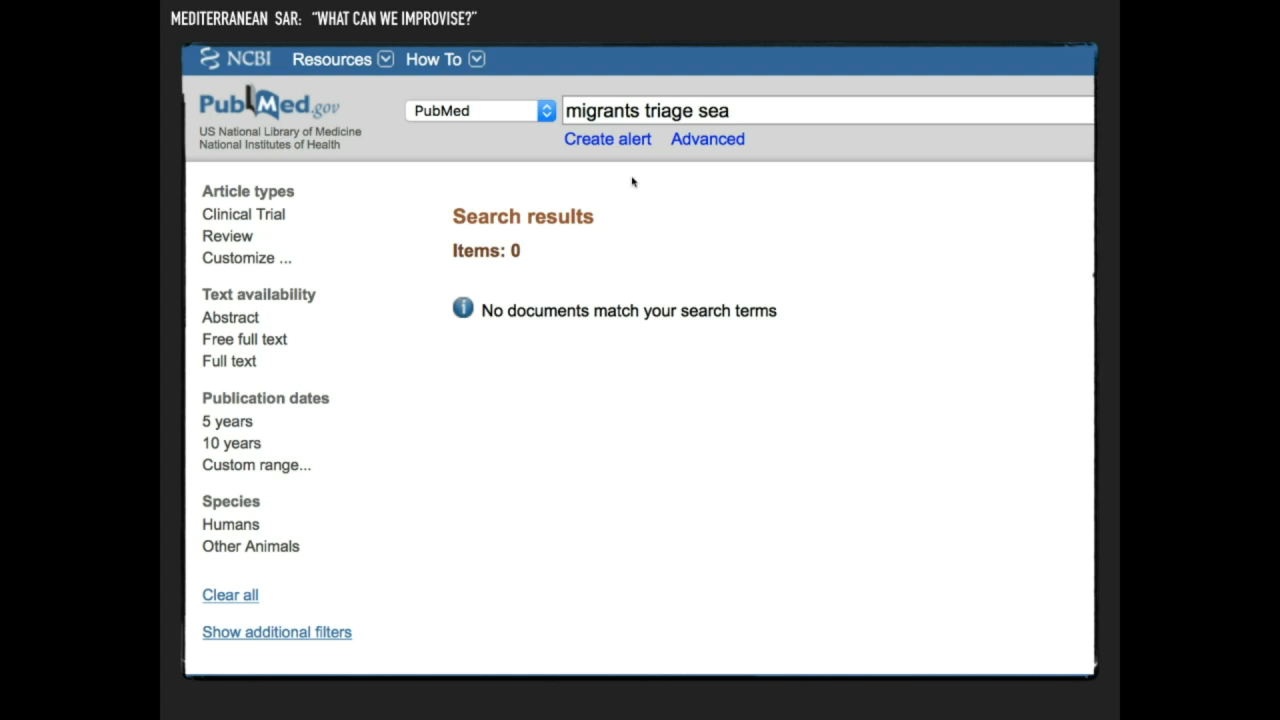 MEDITERRANEAN SAR: "WHAT CAN WE IMPROVISE?"
NCBI Resources How To
PubMed.gov
US National Library of Medicine
National Institutes of Health
PubMed
migrants triage sea
Create alert Advanced
Article types
Clinical Trial
Review
Customize ...
Text availability
Abstract
Free full text
Full text
Publication dates
5 years
10 years
Custom range...
Species
Humans
Other Animals
Clear all
Show additional filters
Search results
Items: 0
No documents match your search terms